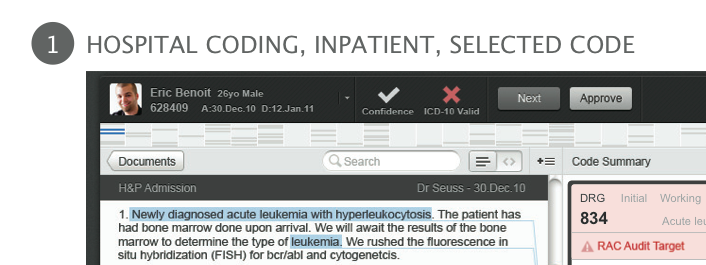 1 HOSPITAL CODING, INPATIENT, SELECTED CODE
Eric Benoit 26yo Male
628409 A:30.Dec.10 D:12.Jan.11
Confidence
ICD-10 Valid
Next
Approve
Documents
Search
Code Summary
H&P Admission Dr Seuss - 30.Dec.10
1. Newly diagnosed acute leukemia with hyperleukocytosis. The patient has
had bone marrow done upon arrival. We will await the results of the bone
marrow to determine the type of leukemia. We rushed the fluorescence in
situ hybridization (FISH) for bcr/abl and cytogenetcis.
DRG Initial Working
834 Acute
RAC Audit Target